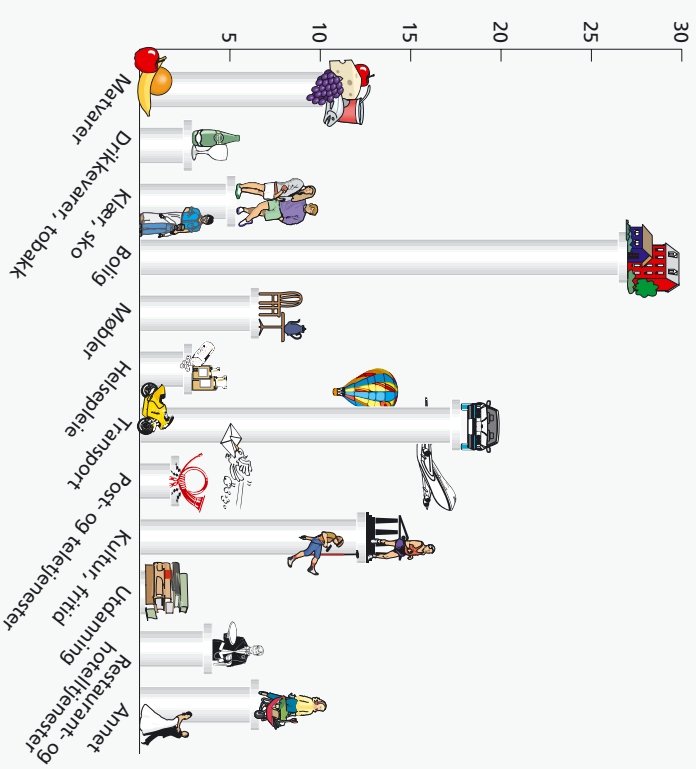 30
25
20
15
10
5
Matvarer
Drikkevarer, tobakk
Klær, sko
Bolig
Møbler
Helsepleie
Transport
Post- og teletjenester
Kultur, fritid
Utdanning
Restaurant- og
hotelltjenester
Annet